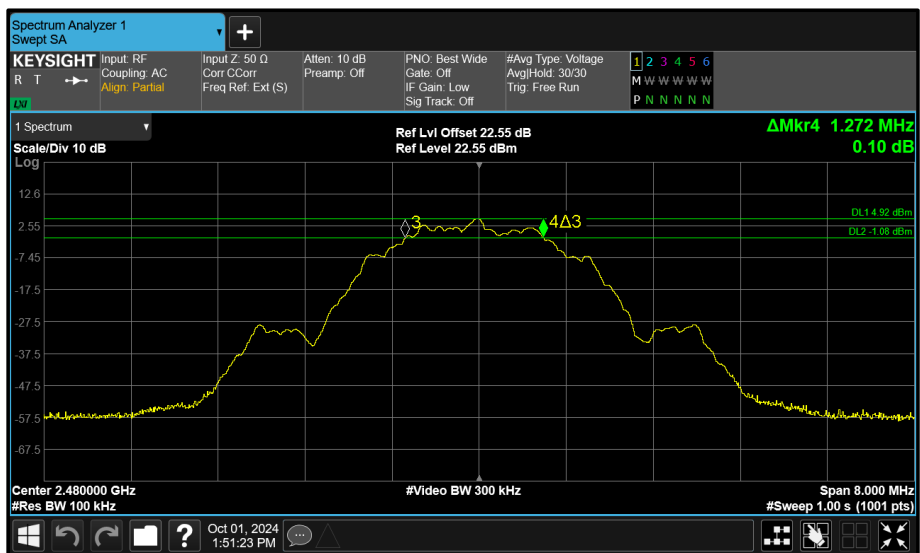 Spectrum Analyzer 1
Swept SA
KEYSIGHT
R T
LXI
Input: RF
Coupling: AC
Align: Partial
Input Z: 50 Ω
Corr CCorr
Freq Ref: Ext (S)
Atten: 10 dB
Preamp: Off
PNO: Best Wide
Gate: Off
IF Gain: Low
Sig Track: Off
#Avg Type: Voltage
Avg|Hold: 30/30
Trig: Free Run
1 2 3 4 5 6
M W W W W W
P N N N N N
1 Spectrum
Scale/Div 10 dB
Ref Lvl Offset 22.55 dB
Ref Level 22.55 dBm
ΔMkr4 1.272 MHz
0.10 dB
Log
12.6
2.55
-7.45
-17.5
-27.5
-37.5
-47.5
-57.5
-67.5
3
4Δ3
DL1 4.92 dBm
DL2 -1.08 dBm
Center 2.480000 GHz
#Res BW 100 kHz
#Video BW 300 kHz
Span 8.000 MHz
#Sweep 1.00 s (1001 pts)
?
Oct 01, 2024
1:51:23 PM